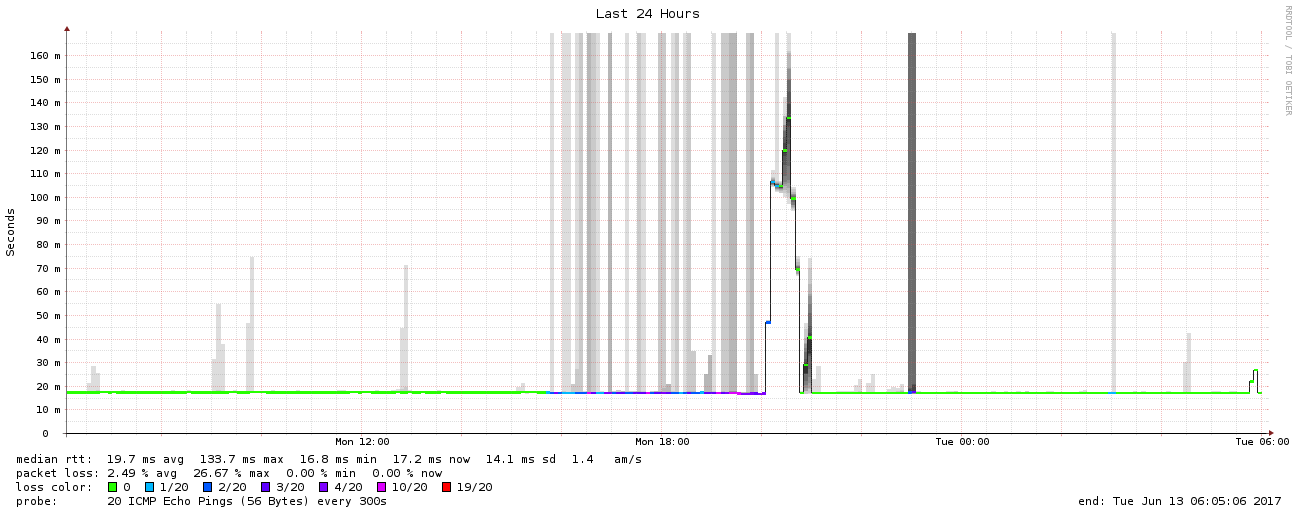 Last 24 Hours
RRDTOOL / TOBI OETIKER
Seconds
160 m
150 m
140 m
130 m
120 m
110 m
100 m
90 m
80 m
70 m
60 m
50 m
40 m
30 m
20 m
10 m
0
Mon 12:00 Mon 18:00 Tue 00:00 Tue 06:00
median rtt: 19.7 ms avg 133.7 ms max 16.8 ms min 17.2 ms now 14.1 ms sd 1.4 am/s
packet loss: 2.49 % avg 26.67 % max 0.00 % min 0.00 % now
loss color: 0 1/20 2/20 3/20 4/20 10/20 19/20
probe: 20 ICMP Echo Pings (56 Bytes) every 300s end: Tue Jun 13 06:05:06 2017